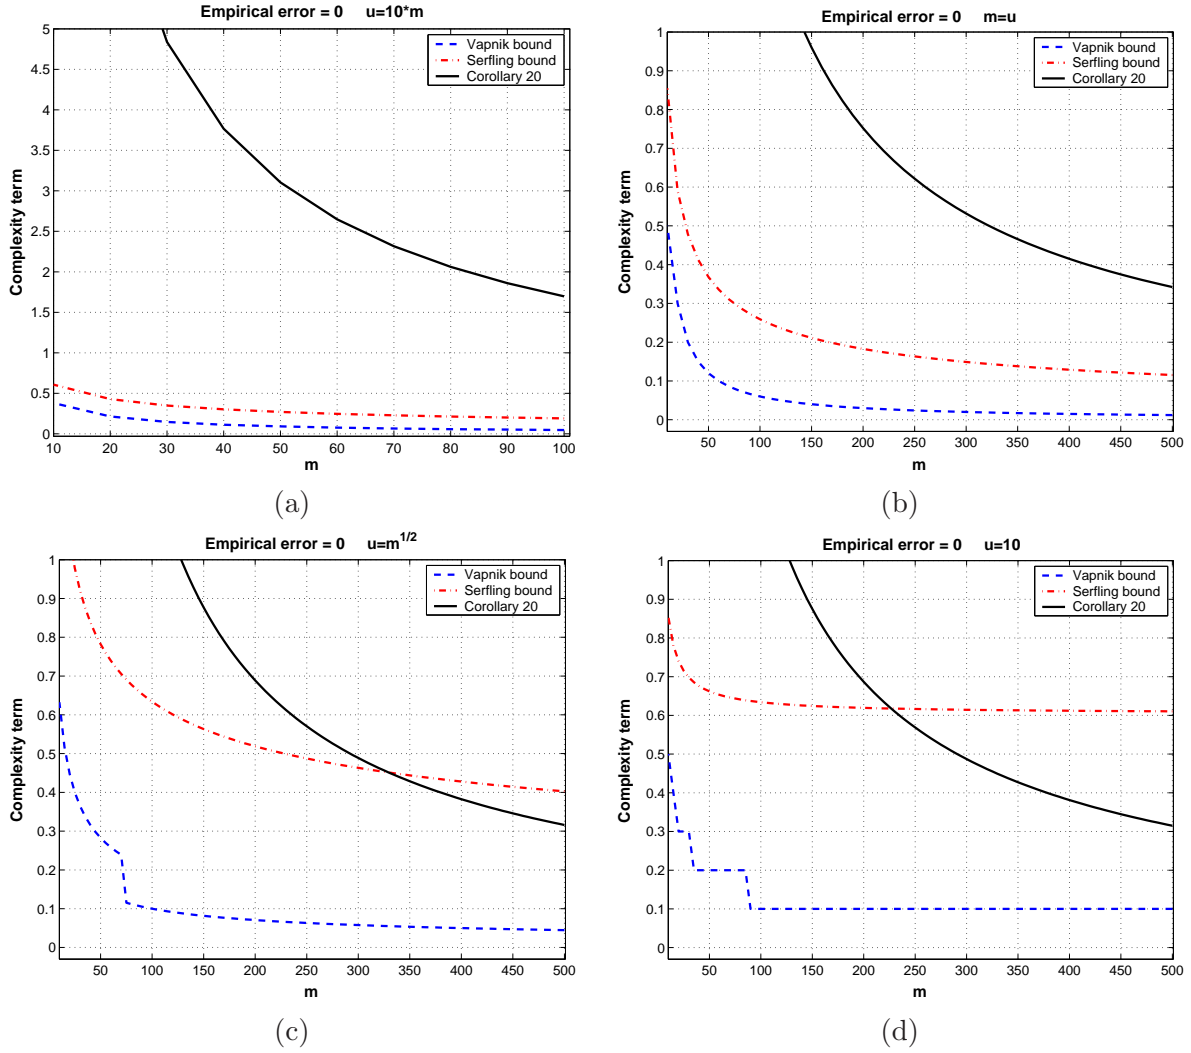 Empirical error = 0 u=10*m
5
4.5
4
3.5
3
2.5
2
1.5
1
0.5
0
Complexity term
Vapnik bound
Serfling bound
Corollary 20
10 20 30 40 50 60 70 80 90 100
m
(a)
Empirical error = 0 m=u
1
0.9
0.8
0.7
0.6
0.5
0.4
0.3
0.2
0.1
0
Complexity term
Vapnik bound
Serfling bound
Corollary 20
50 100 150 200 250 300 350 400 450 500
m
(b)
Empirical error = 0 u=m^{1/2}
1
0.9
0.8
0.7
0.6
0.5
0.4
0.3
0.2
0.1
0
Complexity term
Vapnik bound
Serfling bound
Corollary 20
50 100 150 200 250 300 350 400 450 500
m
(c)
Empirical error = 0 u=10
1
0.9
0.8
0.7
0.6
0.5
0.4
0.3
0.2
0.1
0
Complexity term
Vapnik bound
Serfling bound
Corollary 20
50 100 150 200 250 300 350 400 450 500
m
(d)